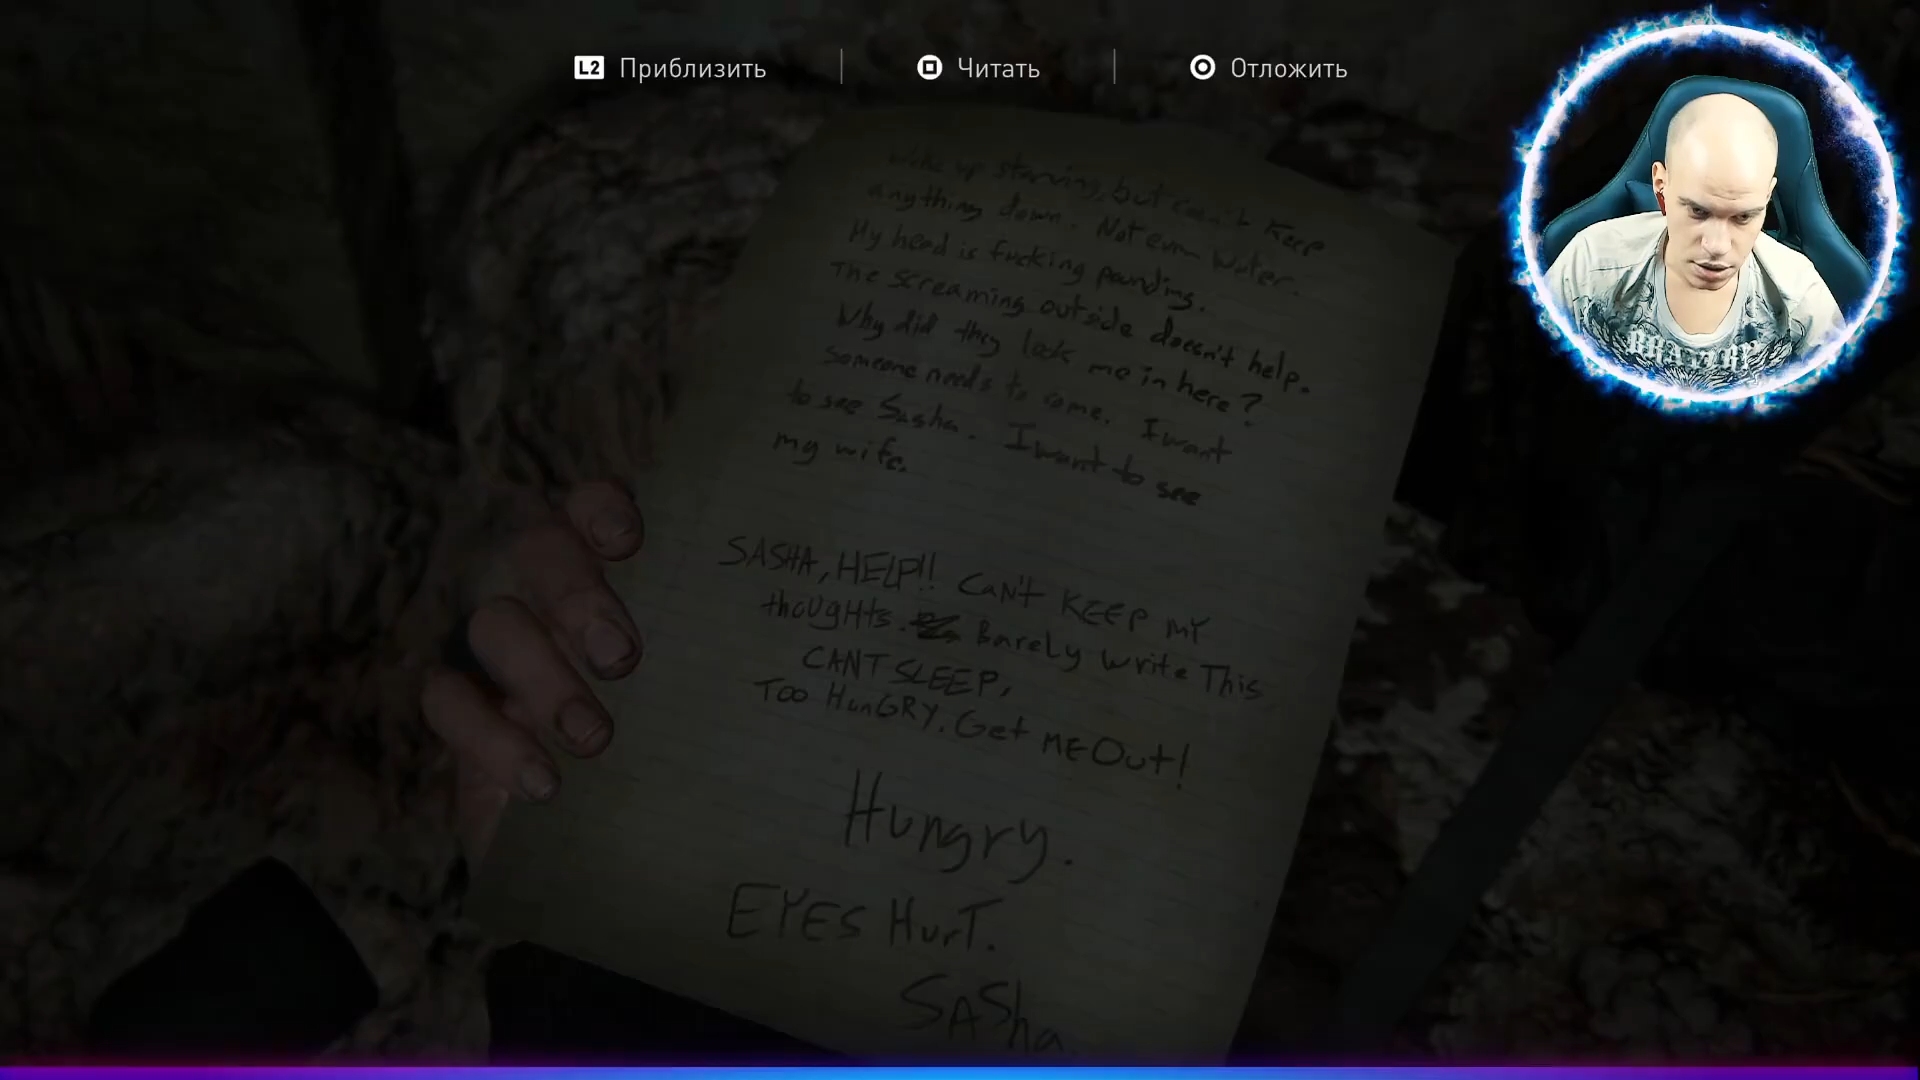 L2 Приблизить
Читать
Отложить
wake up starving, but can't keep
anything down. Not even water.
My head is fucking pounding.
The screaming outside doesn't help.
Why did they lock me in here?
Someone needs to come. I want
to see Sasha. I want to see
my wife.
SASHA, HELP!! CaN't KEEP MY
thoUgHts. BareLy Write This
CANT SLEEP,
TOO HunGRY. Get ME Out!
Hungry.
EYES HurT.
SASha.